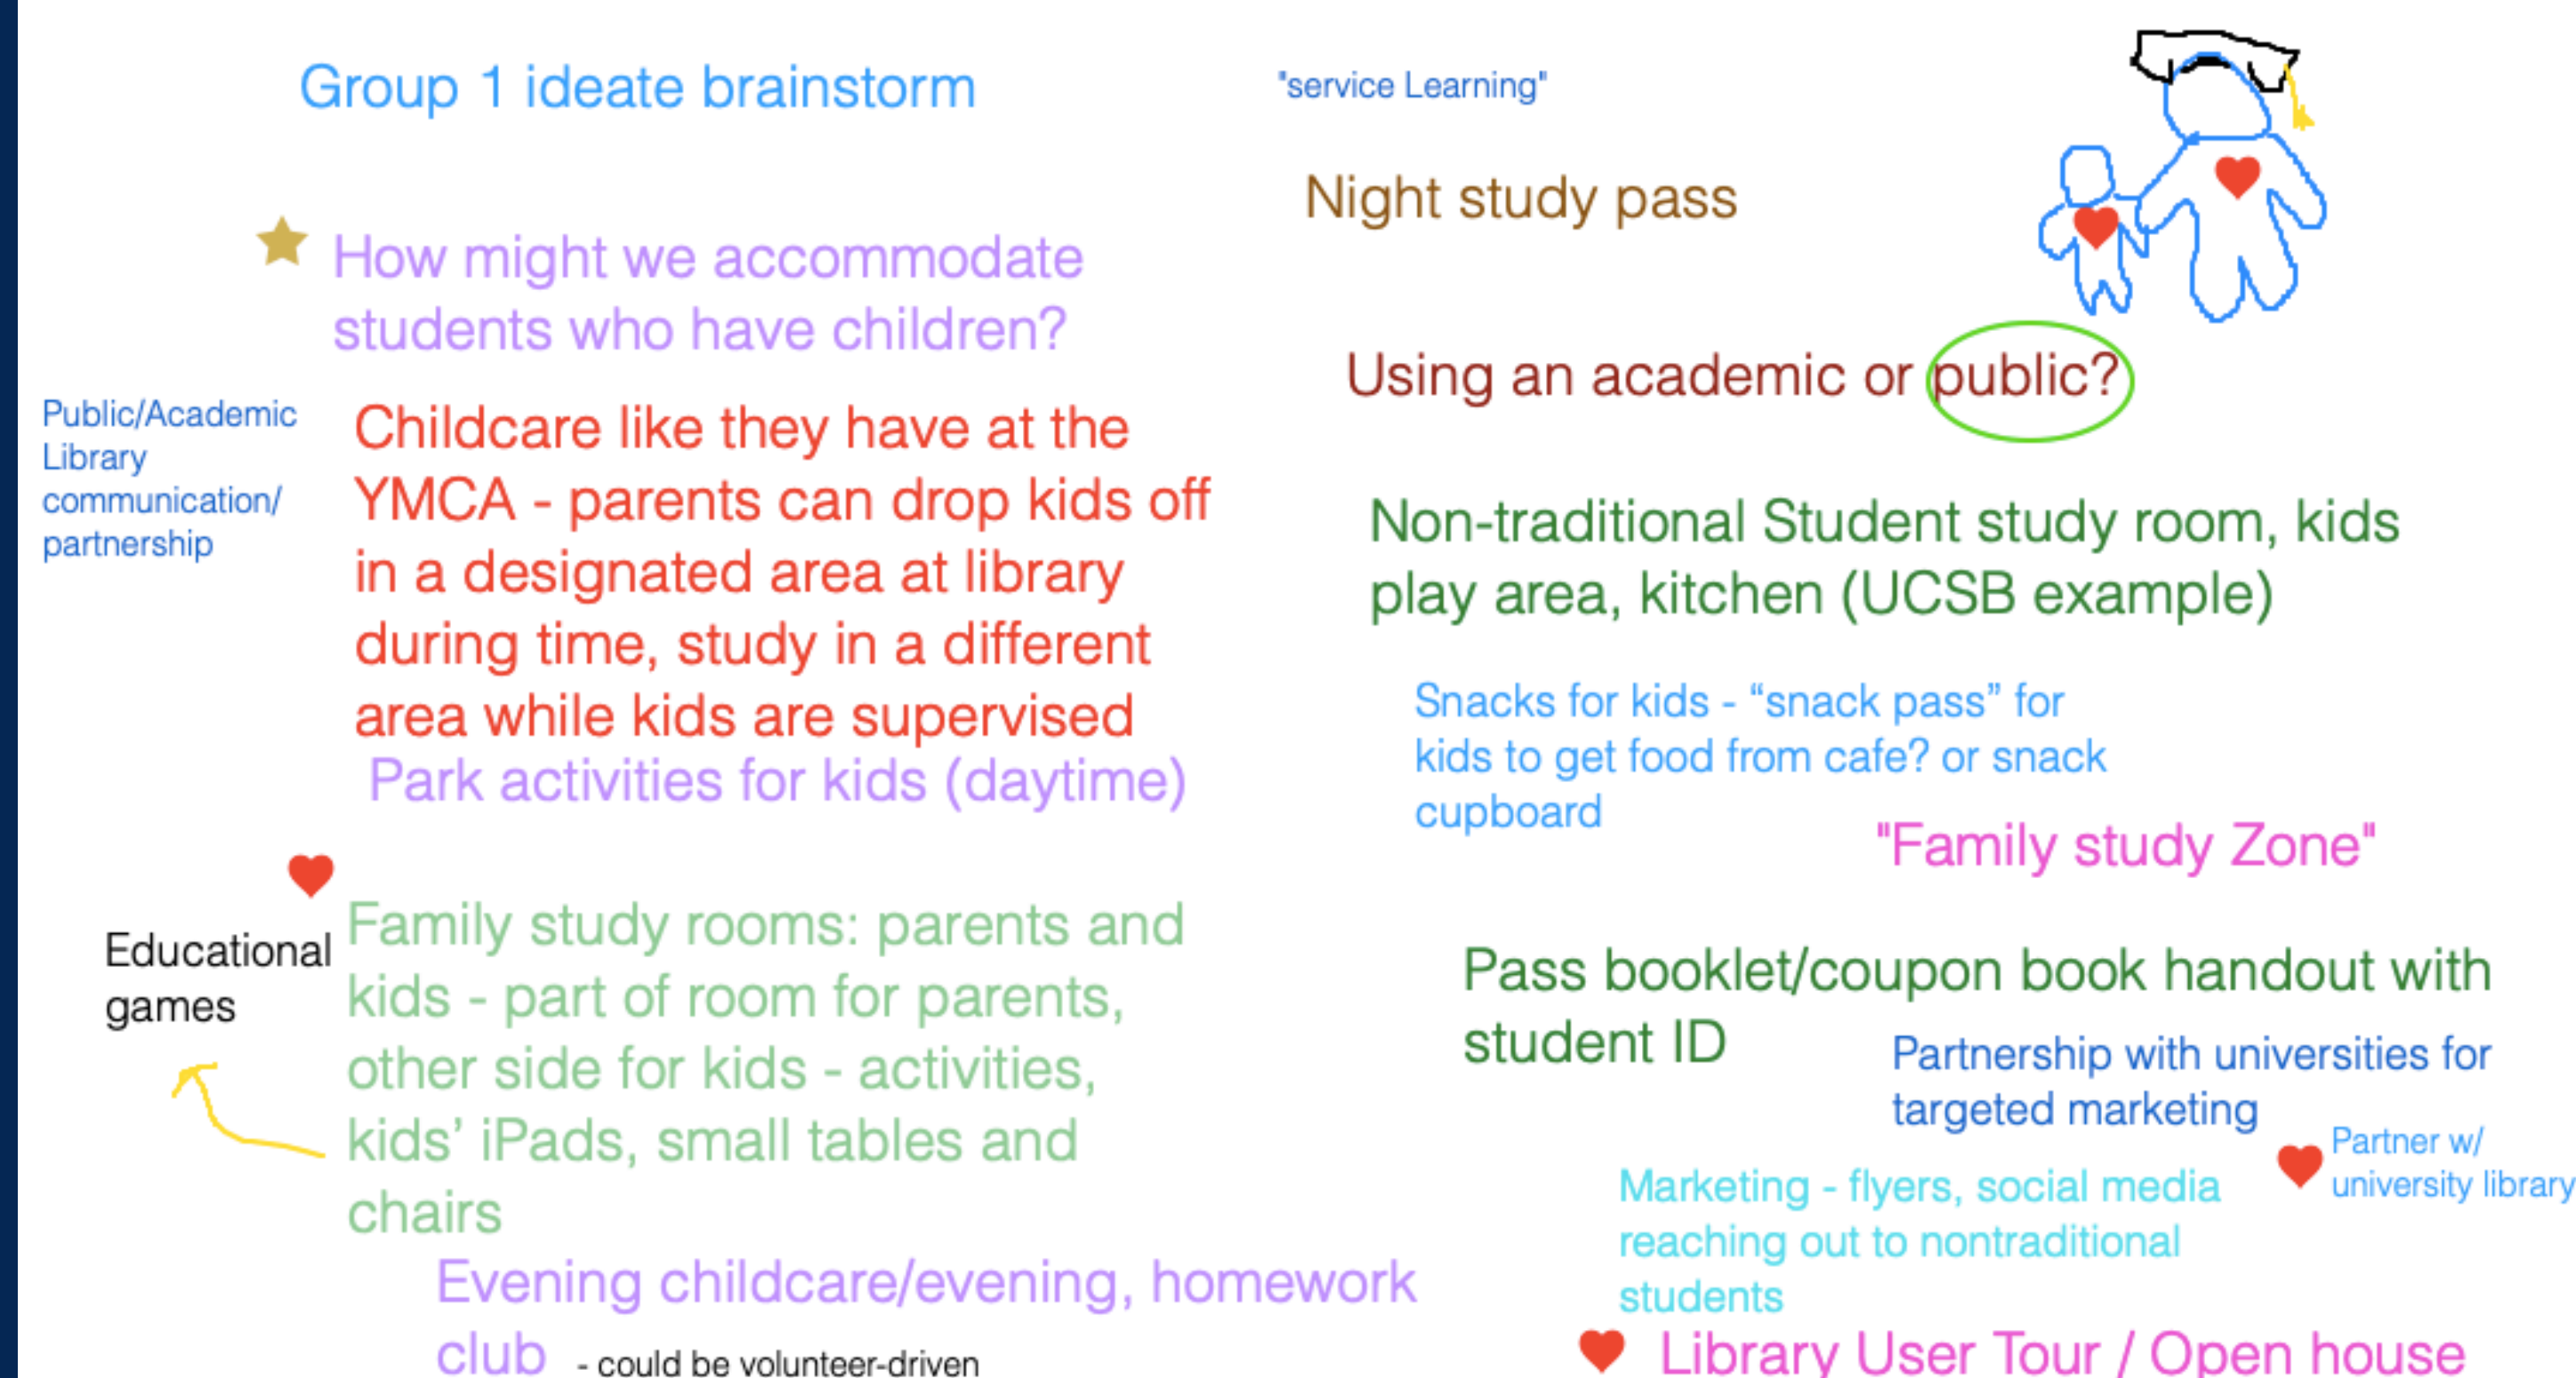 Group 1 ideate brainstorm
How might we accommodate
students who have children?
Public/Academic
Library
communication/
partnership
Childcare like they have at the
YMCA - parents can drop kids off
in a designated area at library
during time, study in a different
area while kids are supervised
Park activities for kids (daytime)
Educational
games
Family study rooms: parents and
kids - part of room for parents,
other side for kids - activities,
kids’ iPads, small tables and
chairs
Evening childcare/evening, homework
club
- could be volunteer-driven
"service Learning"
Night study pass
Using an academic or public?
Non-traditional Student study room, kids
play area, kitchen (UCSB example)
Snacks for kids - “snack pass” for
kids to get food from cafe? or snack
cupboard
"Family study Zone"
Pass booklet/coupon book handout with
student ID
Partnership with universities for
targeted marketing
Partner w/
university library
Marketing - flyers, social media
reaching out to nontraditional
students
Library User Tour / Open house